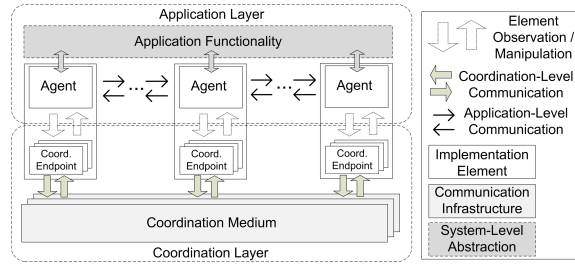 Application Layer
Application Functionality
Agent
...
Agent
...
Agent
Coord.
Endpoint
Coord.
Endpoint
Coord.
Endpoint
Coordination Medium
Coordination Layer
Element
Observation /
Manipulation
Coordination-Level
Communication
Application-Level
Communication
Implementation
Element
Communication
Infrastructure
System-Level
Abstraction